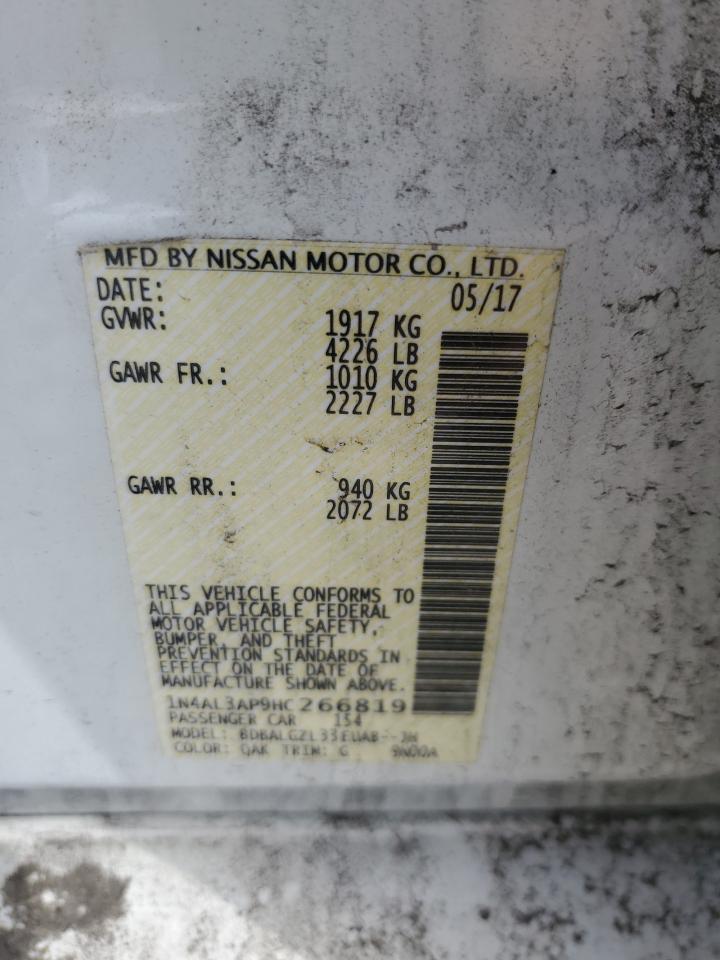 MFD BY NISSAN MOTOR CO., LTD.
DATE: 05/17
GVWR: 1917 KG
4226 LB
GAWR FR.: 1010 KG
2227 LB
GAWR RR.: 940 KG
2072 LB
THIS VEHICLE CONFORMS TO
ALL APPLICABLE FEDERAL
MOTOR VEHICLE SAFETY,
BUMPER, AND THEFT
PREVENTION STANDARDS IN
EFFECT ON THE DATE OF
MANUFACTURE SHOWN ABOVE.
1N4AL3AP9HC266819
PASSENGER CAR 154
MODEL:
COLOR: QAK TRIM: G